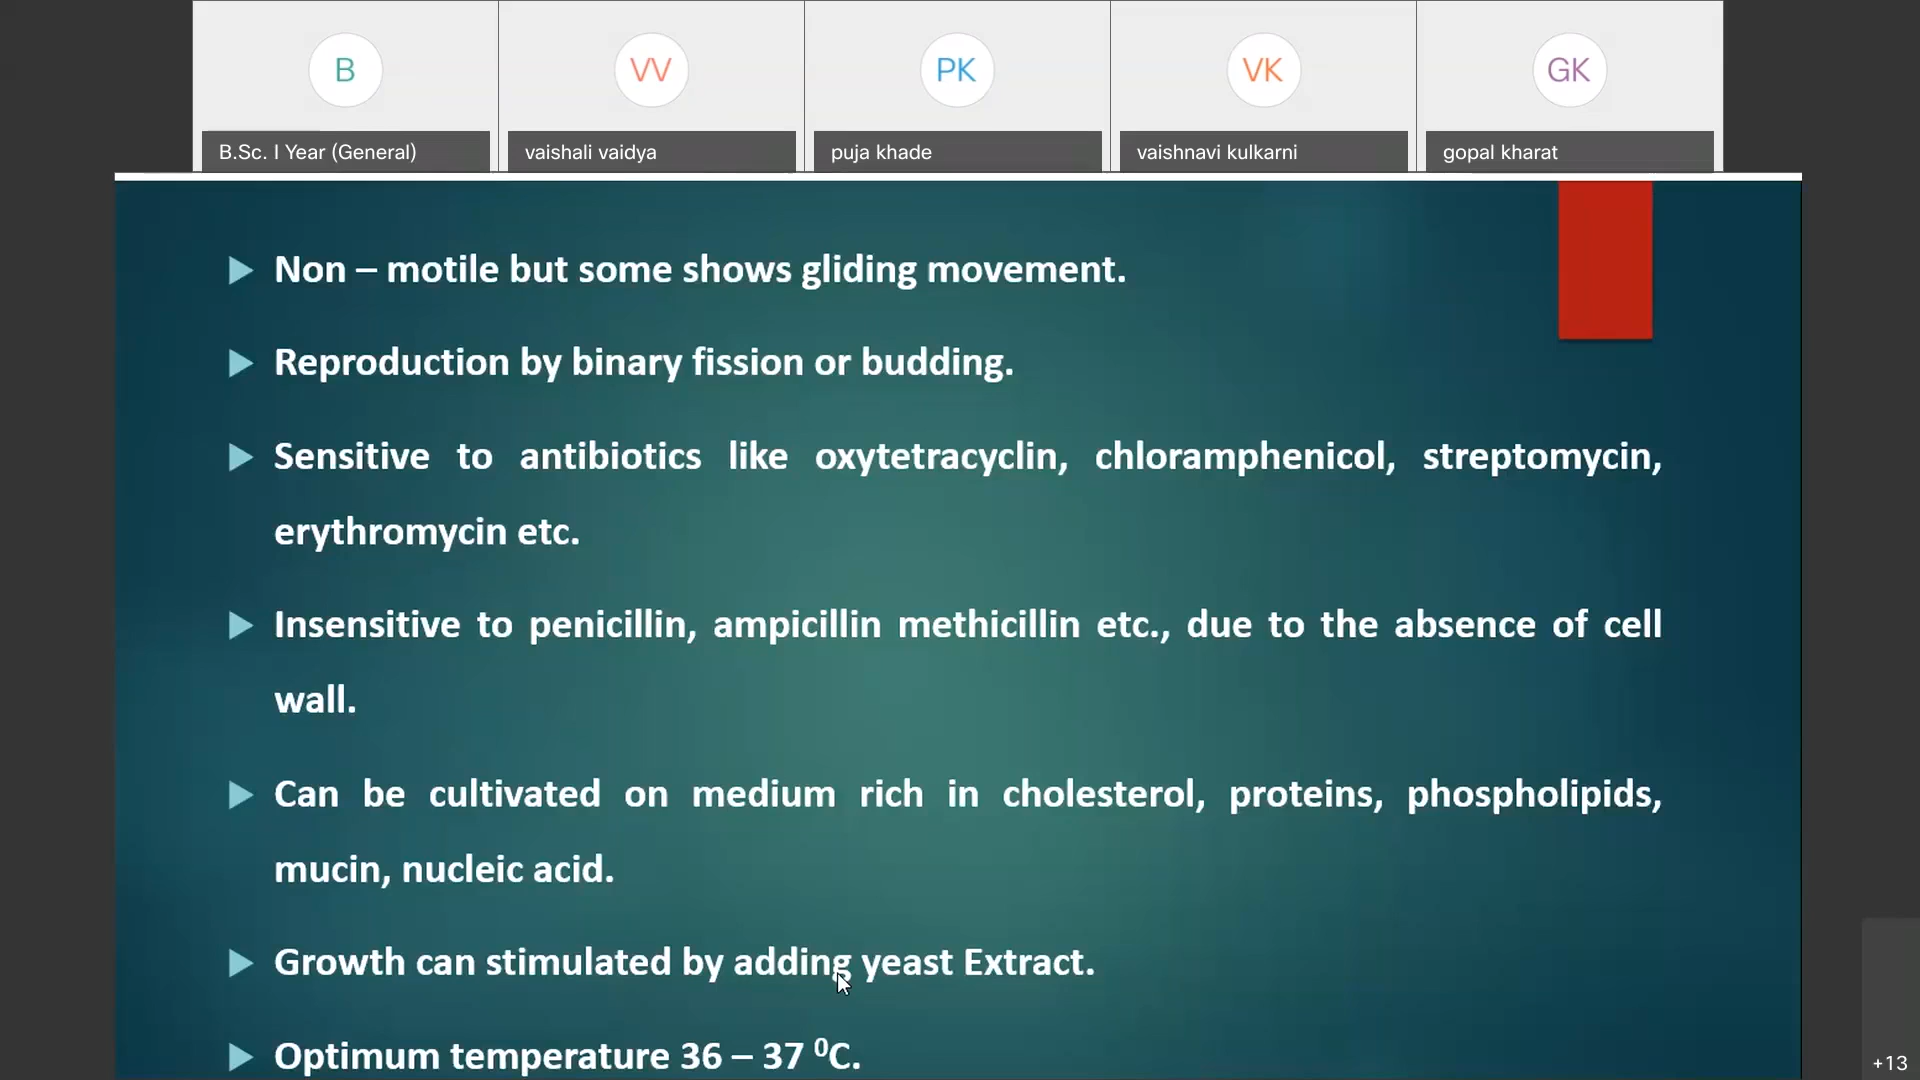 B VV PK VK GK
B.Sc. I Year (General) vaishali vaidya puja khade vaishnavi kulkarni gopal kharat
Non – motile but some shows gliding movement.
Reproduction by binary fission or budding.
Sensitive to antibiotics like oxytetracyclin, chloramphenicol, streptomycin,
erythromycin etc.
Insensitive to penicillin, ampicillin methicillin etc., due to the absence of cell
wall.
Can be cultivated on medium rich in cholesterol, proteins, phospholipids,
mucin, nucleic acid.
Growth can stimulated by adding yeast Extract.
Optimum temperature 36 – 37 ⁰C.
+13